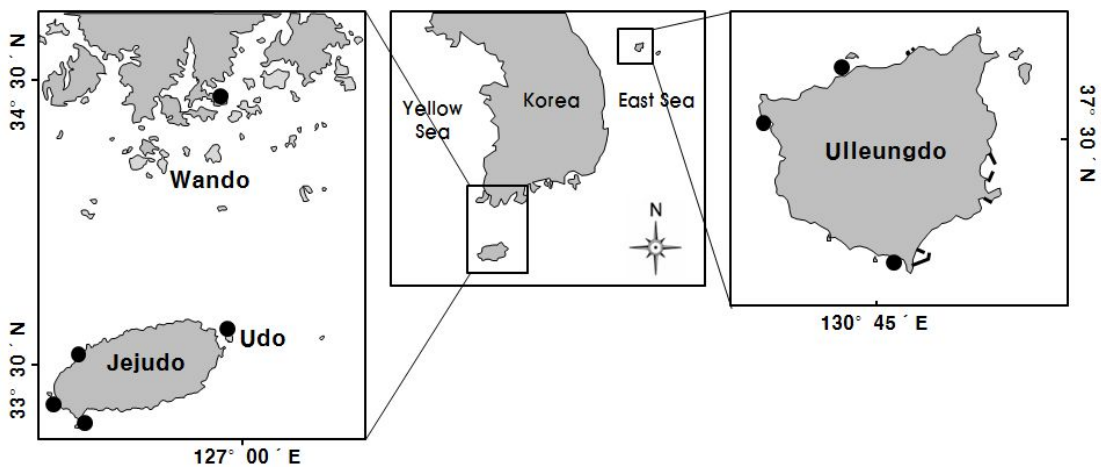 34° 30´ N
Wando
Udo
Jejudo
33° 30´ N
127° 00´ E
Yellow
Sea
Korea
East Sea
N
Ulleungdo
37° 30´ N
130° 45´ E